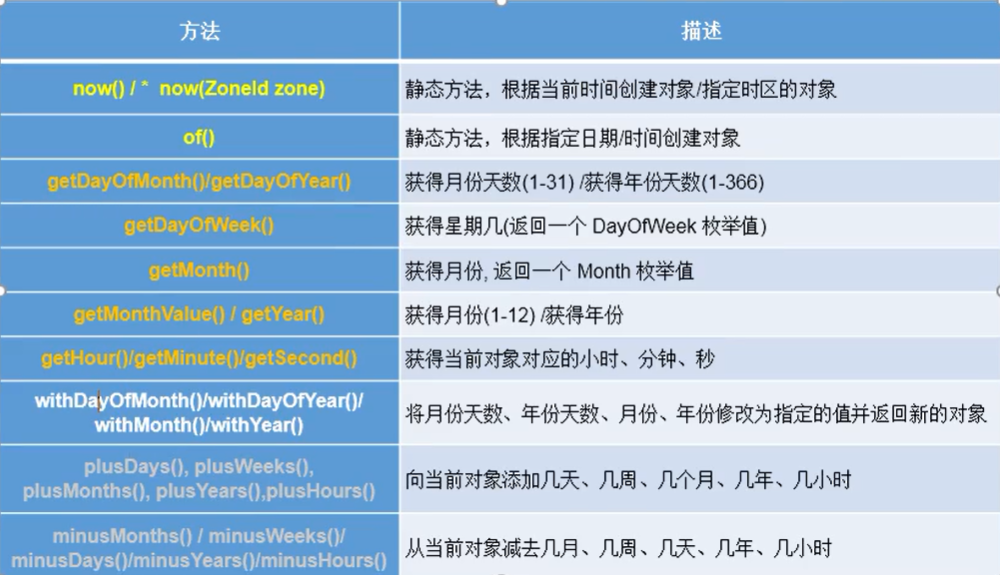 方法
描述
now() / *  now(ZoneId zone)
静态方法，根据当前时间创建对象/指定时区的对象
of()
静态方法，根据指定日期/时间创建对象
getDayOfMonth()/getDayOfYear()
获得月份天数(1-31) /获得年份天数(1-366)
getDayOfWeek()
获得星期几(返回一个 DayOfWeek 枚举值)
getMonth()
获得月份, 返回一个 Month 枚举值
getMonthValue() / getYear()
获得月份(1-12) /获得年份
getHour()/getMinute()/getSecond()
获得当前对象对应的小时、分钟、秒
withDayOfMonth()/withDayOfYear()/
withMonth()/withYear()
将月份天数、年份天数、月份、年份修改为指定的值并返回新的对象
plusDays(), plusWeeks(),
plusMonths(), plusYears(),plusHours()
向当前对象添加几天、几周、几个月、几年、几小时
minusMonths() / minusWeeks()/
minusDays()/minusYears()/minusHours()
从当前对象减去几月、几周、几天、几年、几小时